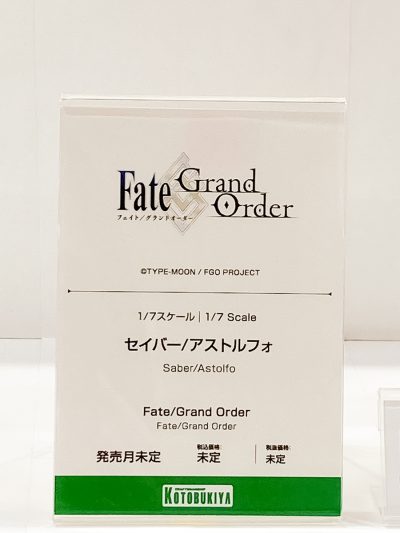 Fate Grand Order
フェイト/グランドオーダー
©TYPE-MOON / FGO PROJECT
1/7スケール | 1/7 Scale
セイバー/アストルフォ
Saber/Astolfo
Fate/Grand Order
Fate/Grand Order
発売月未定 税込価格: 未定 税抜価格: 未定
KOTOBUKIYA